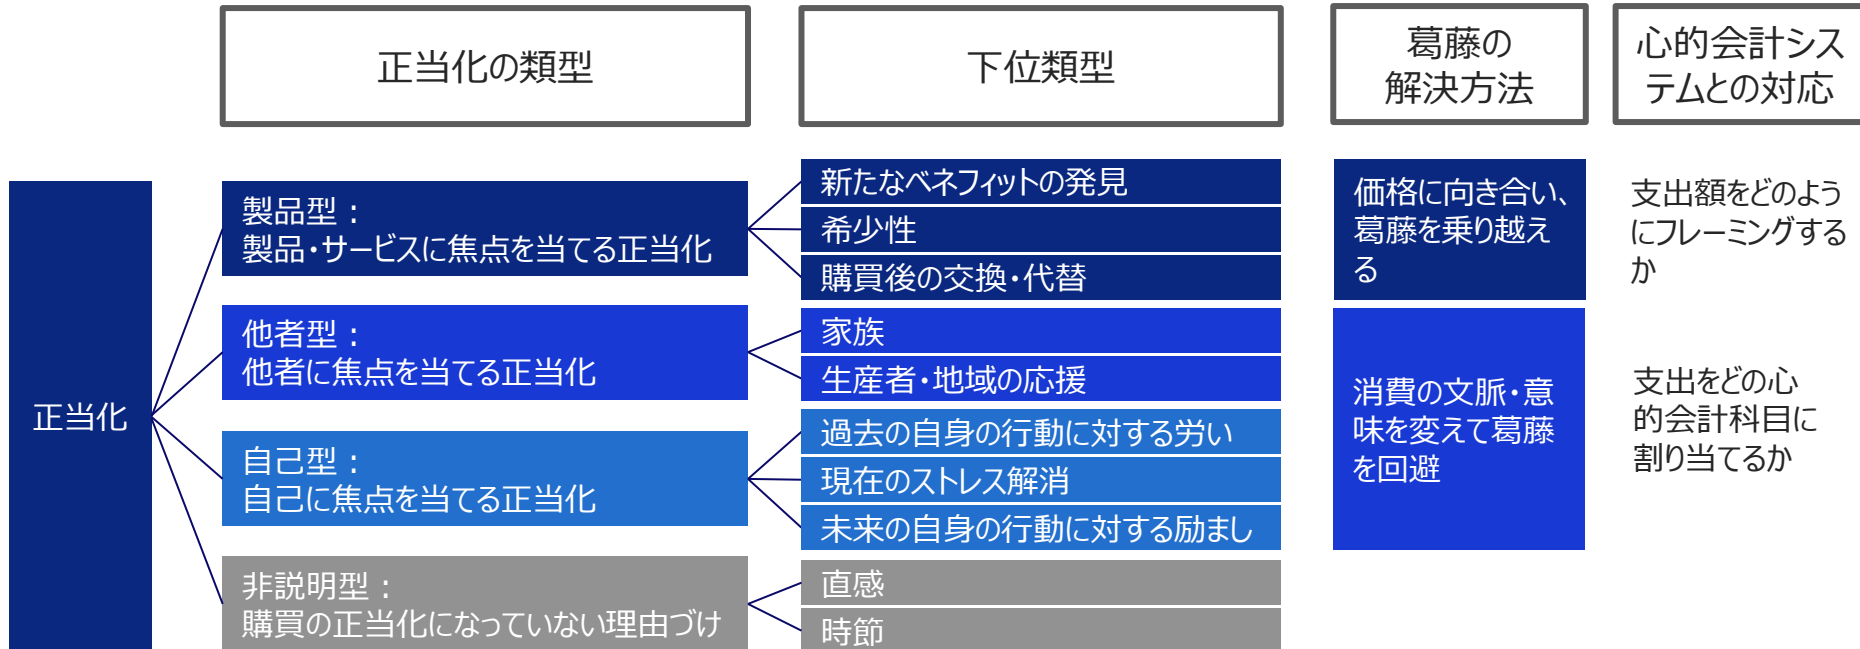 正当化の類型
下位類型
葛藤の
解決方法
心的会計シス
テムとの対応
正当化
製品型：
製品・サービスに焦点を当てる正当化
新たなベネフィットの発見
希少性
購買後の交換・代替
価格に向き合い、
葛藤を乗り越え
る
支出額をどのよう
にフレーミングする
か
他者型：
他者に焦点を当てる正当化
家族
生産者・地域の応援
自己型：
自己に焦点を当てる正当化
過去の自身の行動に対する労い
現在のストレス解消
未来の自身の行動に対する励まし
消費の文脈・意
味を変えて葛藤
を回避
支出をどの心
的会計科目に
割り当てるか
非説明型：
購買の正当化になっていない理由づけ
直感
時節